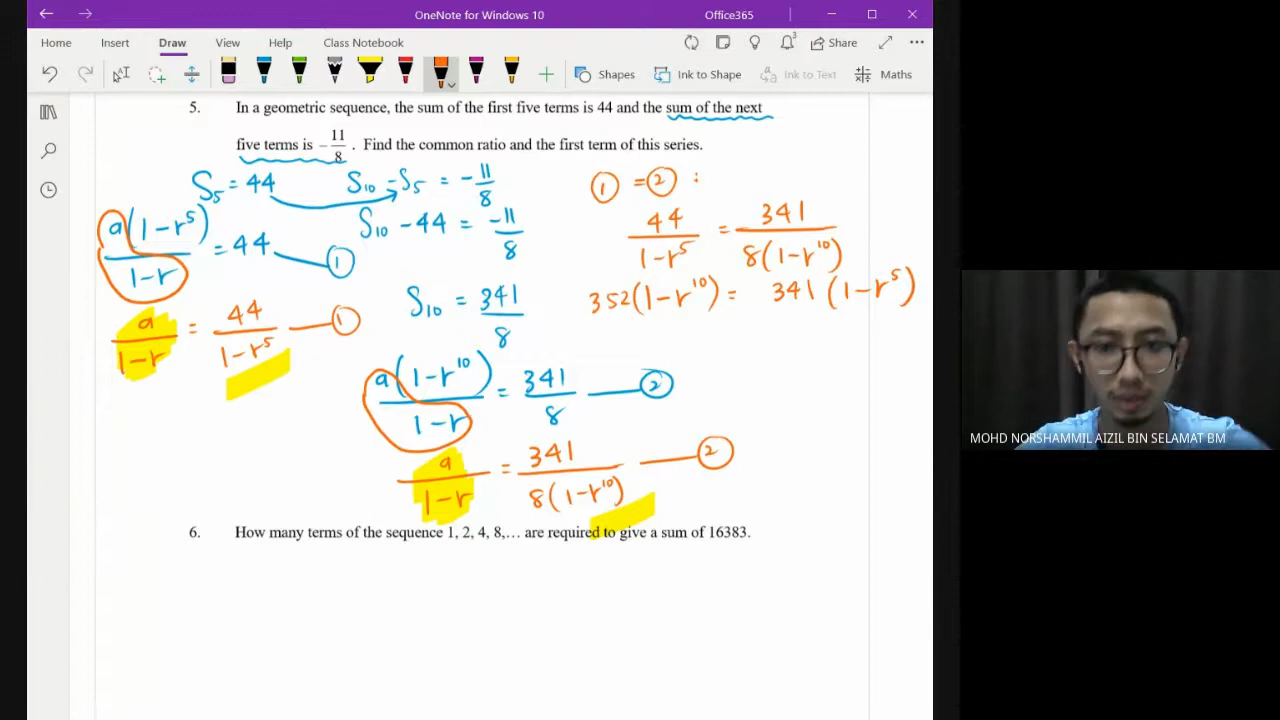 OneNote for Windows 10
Office365
Home Insert Draw View Help Class Notebook
3
Share
Shapes
Ink to Shape
Ink to Text
Maths
5. In a geometric sequence, the sum of the first five terms is 44 and the sum of the next
five terms is -11/8 . Find the common ratio and the first term of this series.
S5 = 44
a(1-r^5)/(1-r) = 44 — ①
a/(1-r) = 44/(1-r^5) — ①
S10 - S5 = -11/8
S10 - 44 = -11/8
S10 = 341/8
a(1-r^10)/(1-r) = 341/8 — ②
a/(1-r) = 341/(8(1-r^10)) — ②
① = ② :
44/(1-r^5) = 341/(8(1-r^10))
352(1-r^10) = 341(1-r^5)
6. How many terms of the sequence 1, 2, 4, 8,… are required to give a sum of 16383.
MOHD NORSHAMMIL AIZIL BIN SELAMAT BM